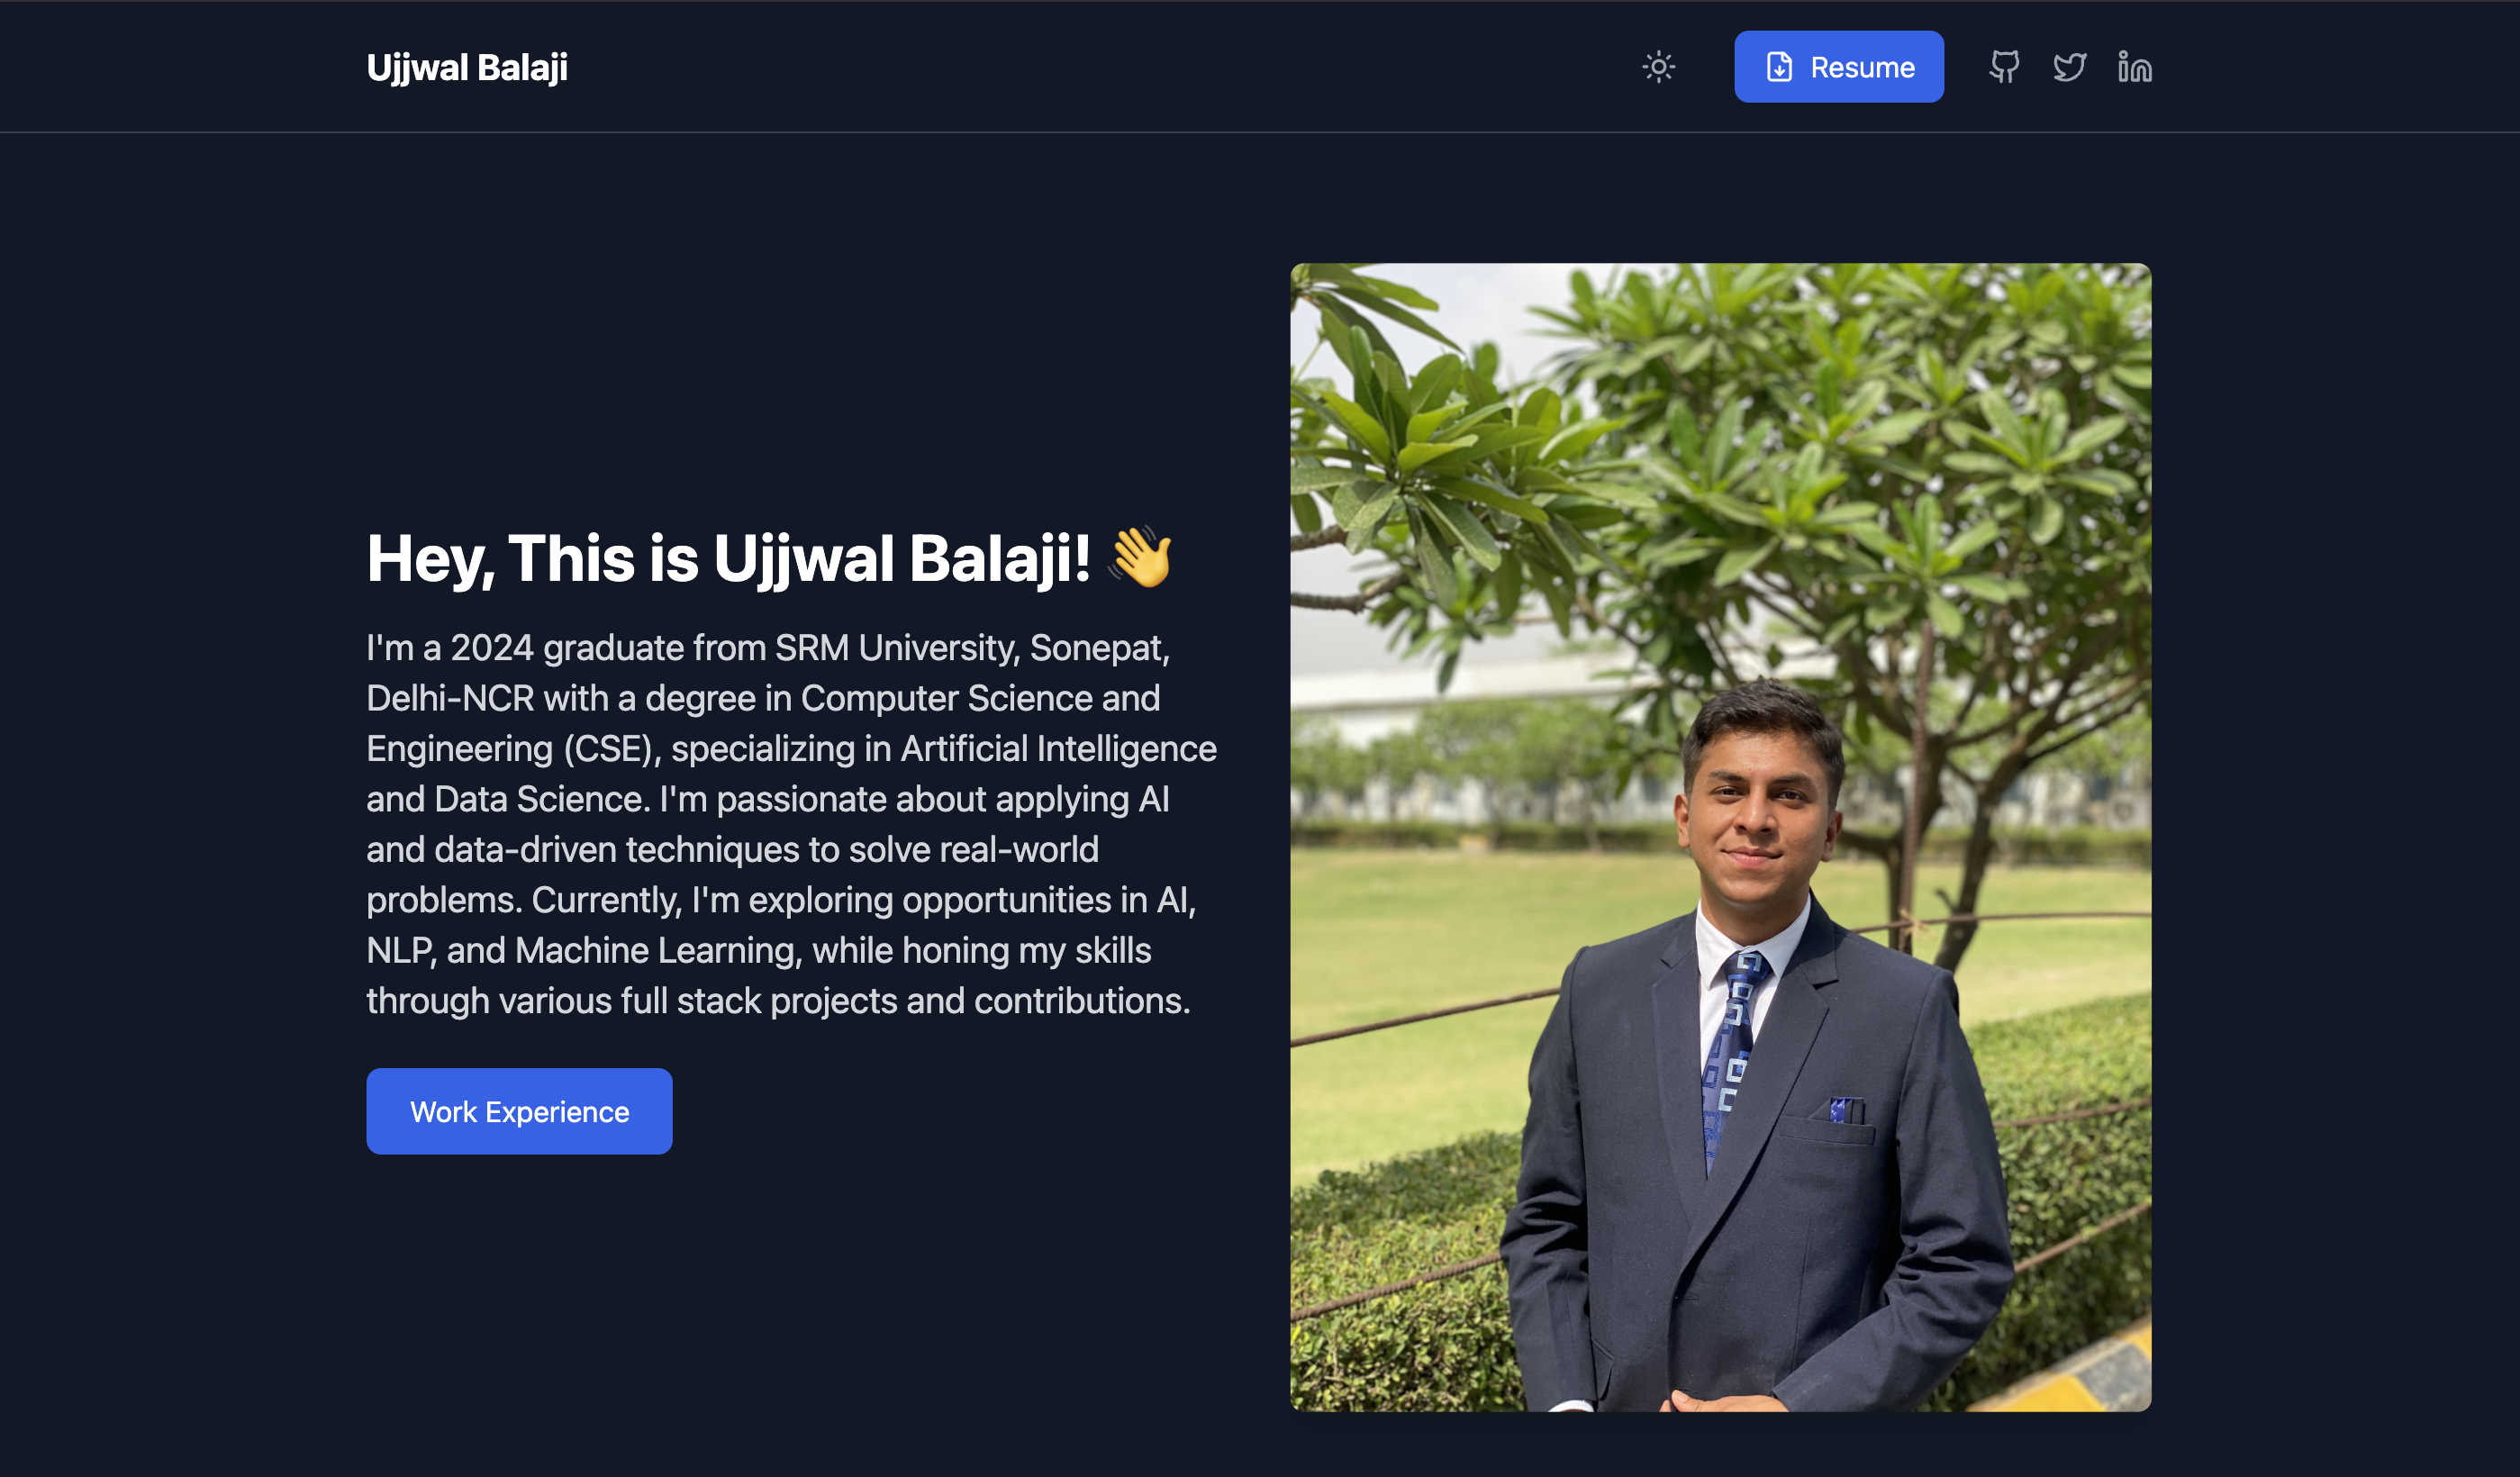 Ujjwal Balaji
Resume
Hey, This is Ujjwal Balaji! 👋
I'm a 2024 graduate from SRM University, Sonepat,
Delhi-NCR with a degree in Computer Science and
Engineering (CSE), specializing in Artificial Intelligence
and Data Science. I'm passionate about applying AI
and data-driven techniques to solve real-world
problems. Currently, I'm exploring opportunities in AI,
NLP, and Machine Learning, while honing my skills
through various full stack projects and contributions.
Work Experience